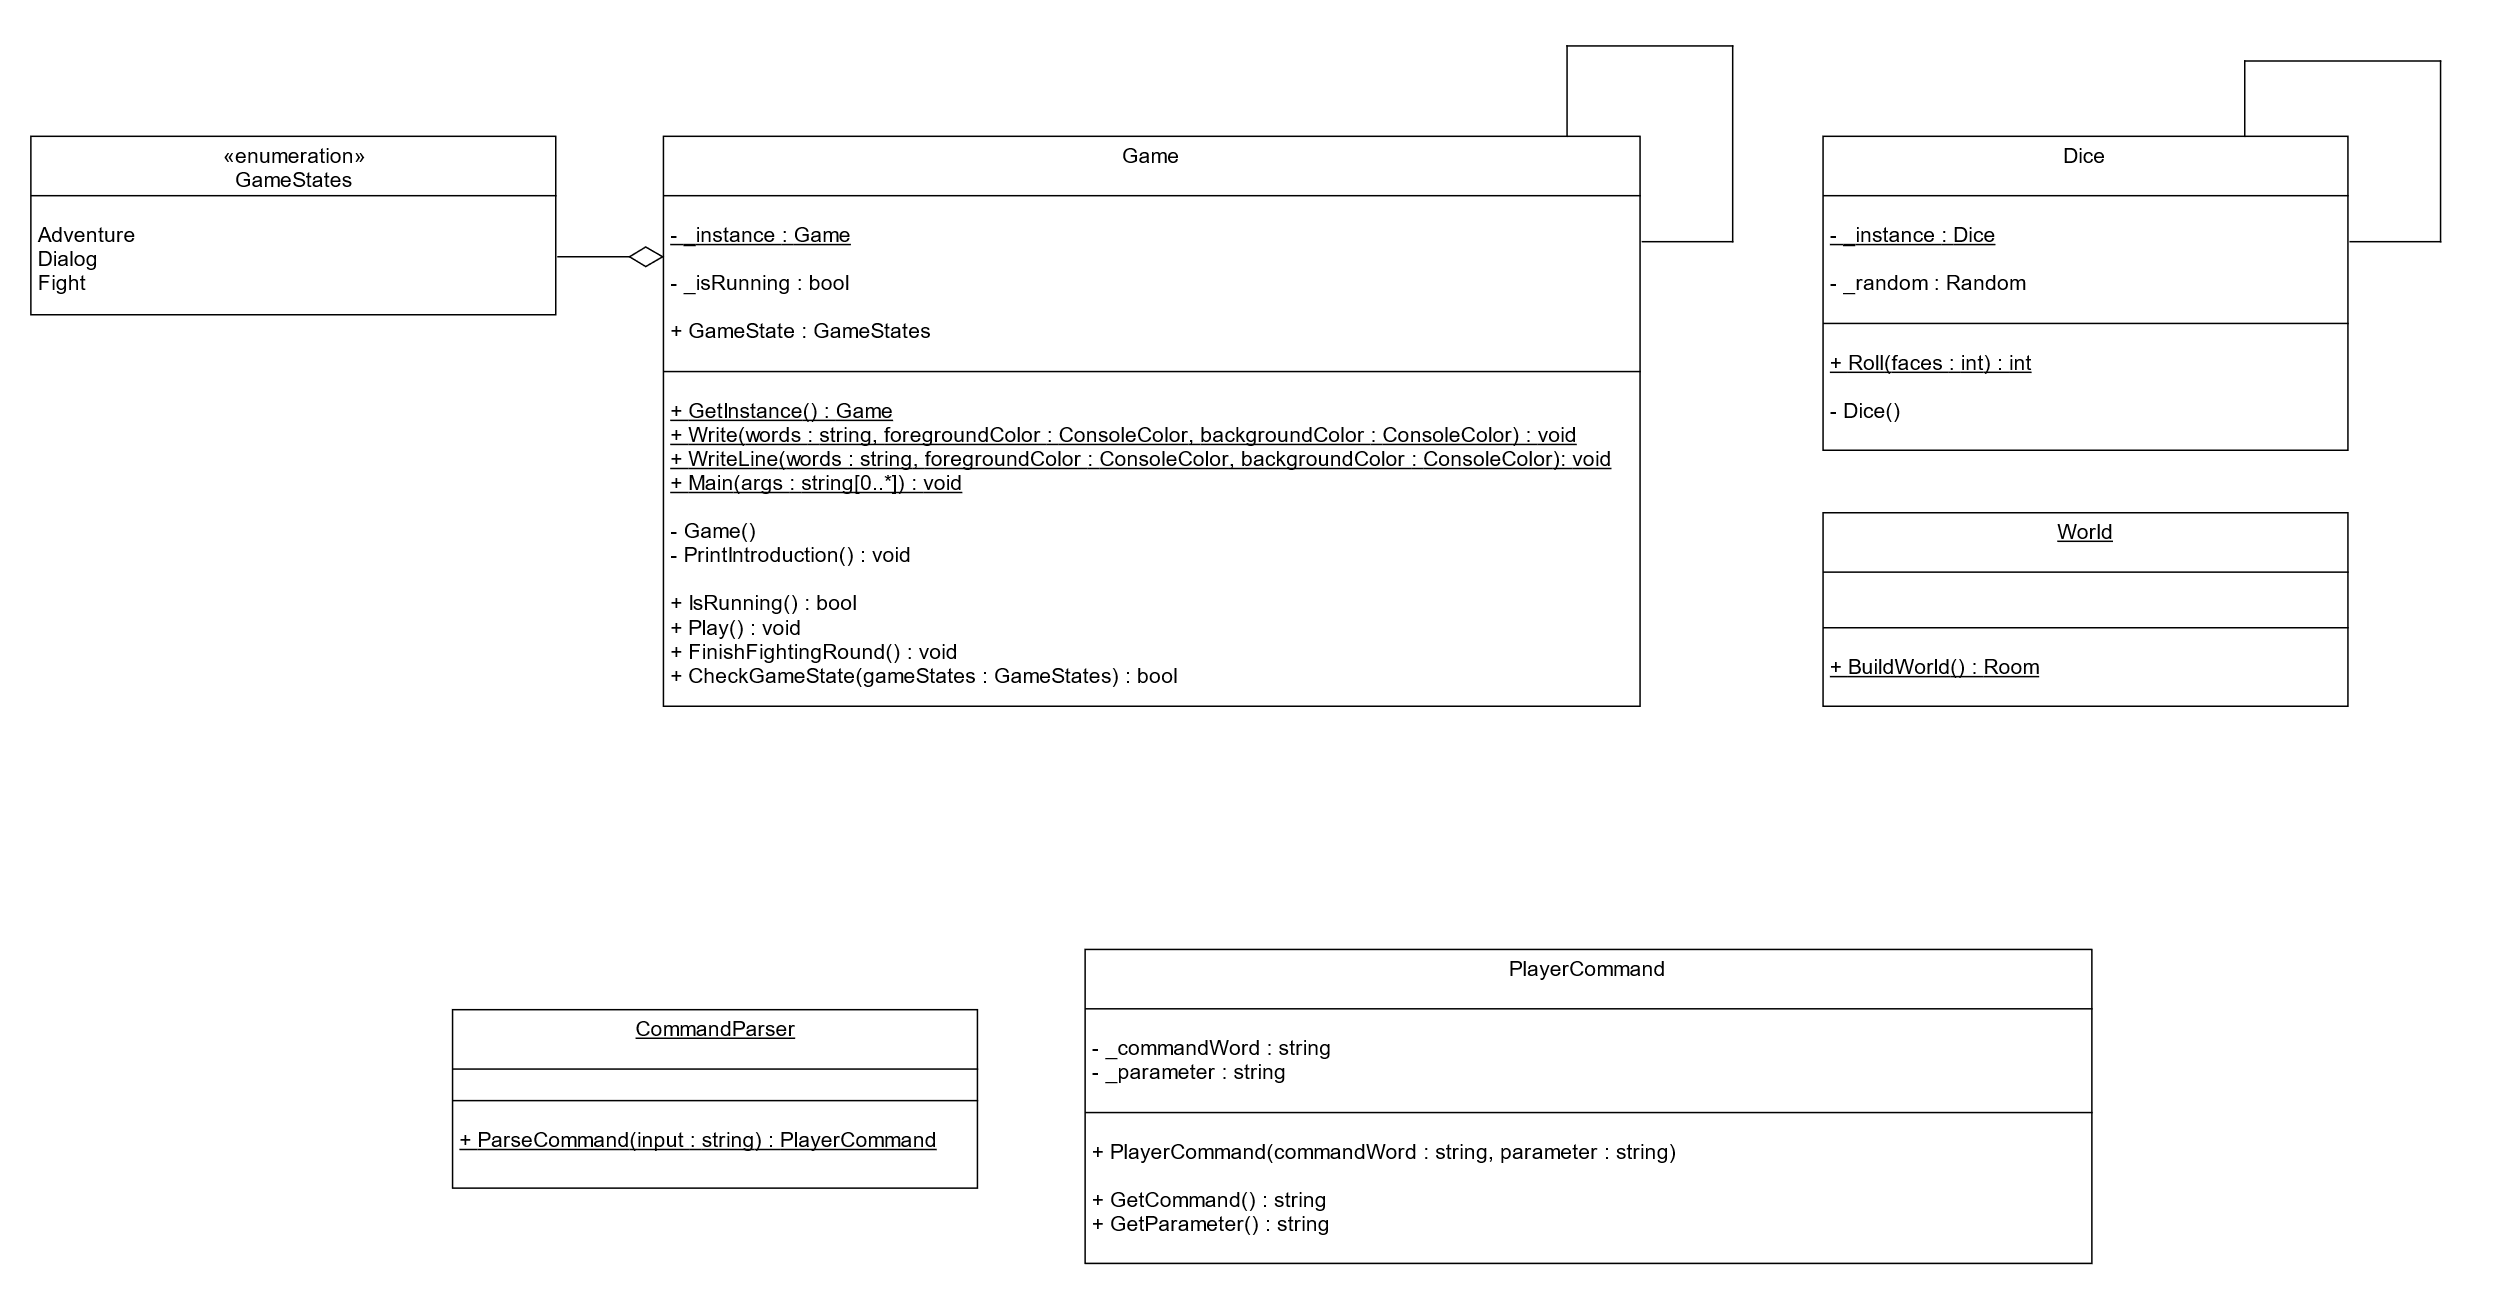 «enumeration»
GameStates
Adventure
Dialog
Fight
Game
- _instance : Game
- _isRunning : bool
+ GameState : GameStates
+ GetInstance() : Game
+ Write(words : string, foregroundColor : ConsoleColor, backgroundColor : ConsoleColor) : void
+ WriteLine(words : string, foregroundColor : ConsoleColor, backgroundColor : ConsoleColor): void
+ Main(args : string[0..*]) : void
- Game()
- PrintIntroduction() : void
+ IsRunning() : bool
+ Play() : void
+ FinishFightingRound() : void
+ CheckGameState(gameStates : GameStates) : bool
Dice
- _instance : Dice
- _random : Random
+ Roll(faces : int) : int
- Dice()
World
+ BuildWorld() : Room
CommandParser
+ ParseCommand(input : string) : PlayerCommand
PlayerCommand
- _commandWord : string
- _parameter : string
+ PlayerCommand(commandWord : string, parameter : string)
+ GetCommand() : string
+ GetParameter() : string